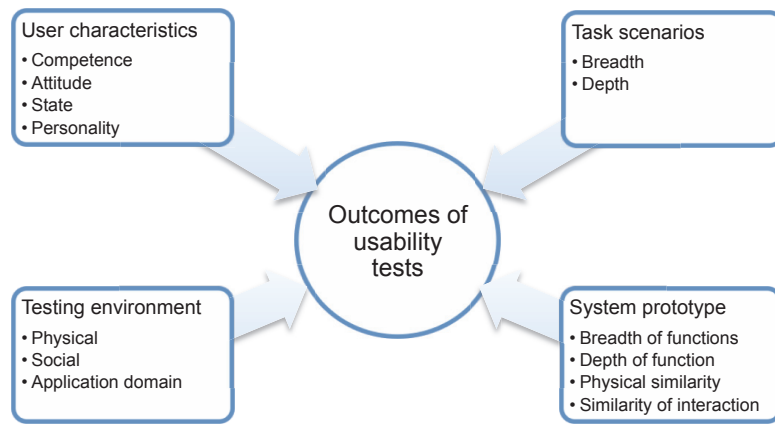 User characteristics
• Competence
• Attitude
• State
• Personality
Task scenarios
• Breadth
• Depth
Outcomes of
usability
tests
Testing environment
• Physical
• Social
• Application domain
System prototype
• Breadth of functions
• Depth of function
• Physical similarity
• Similarity of interaction